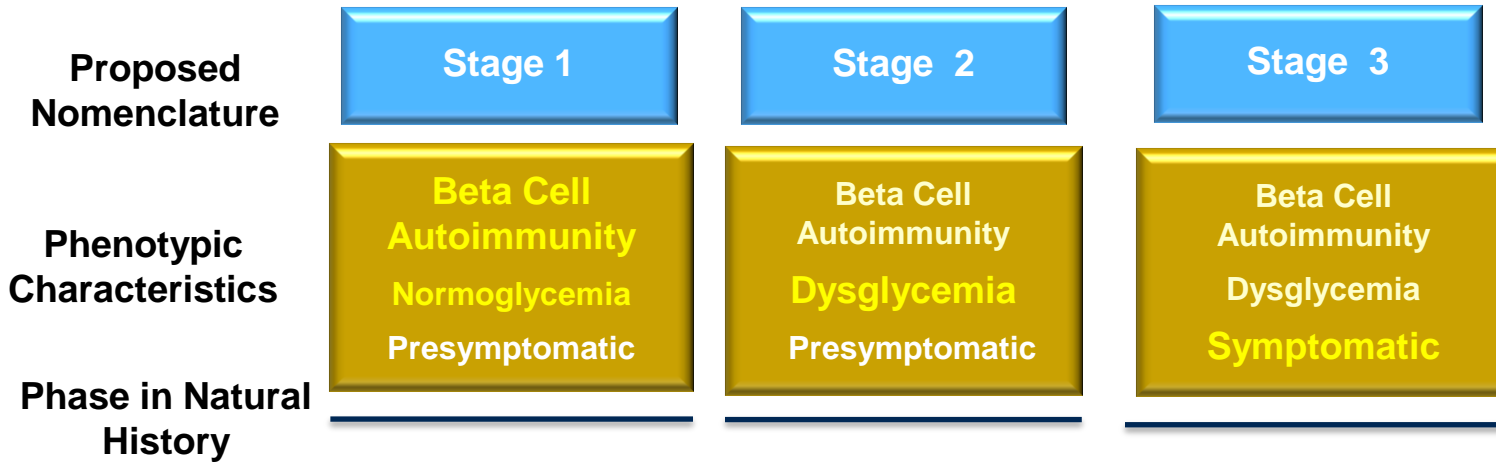 Proposed
Nomenclature
Stage 1
Stage 2
Stage 3
Phenotypic
Characteristics
Beta Cell
Autoimmunity
Normoglycemia
Presymptomatic
Beta Cell
Autoimmunity
Dysglycemia
Presymptomatic
Beta Cell
Autoimmunity
Dysglycemia
Symptomatic
Phase in Natural
History